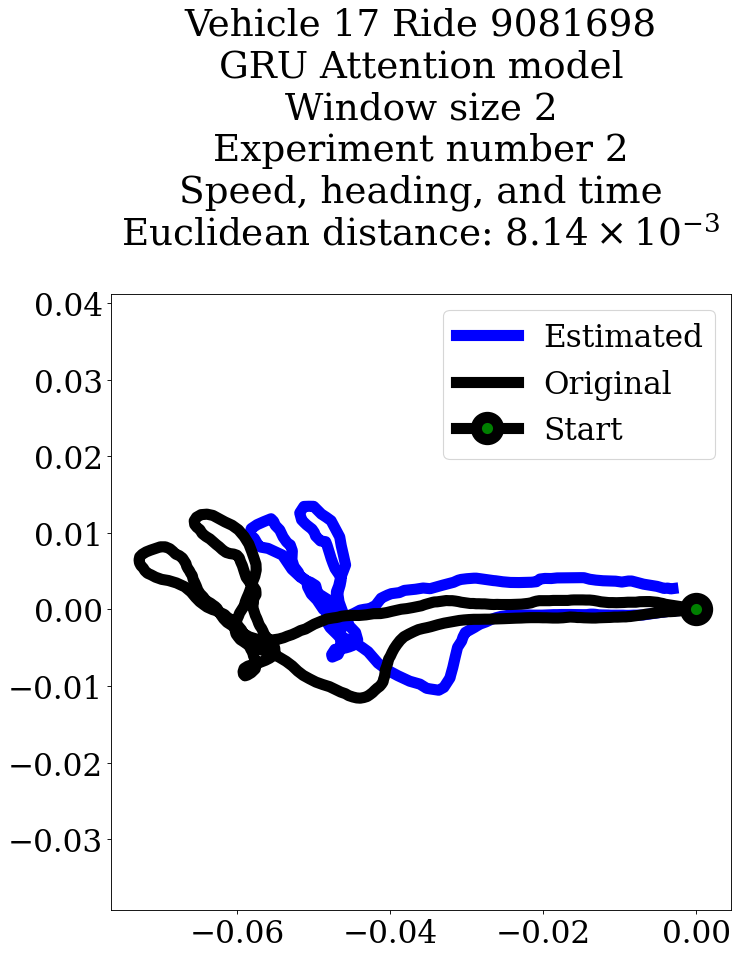 Vehicle 17 Ride 9081698
GRU Attention model
Window size 2
Experiment number 2
Speed, heading, and time
Euclidean distance: 8.14 × 10⁻³
0.04
Estimated
0.03
Original
0.02
Start
0.01
0.00
−0.01
−0.02
−0.03
−0.06 −0.04 −0.02 0.00